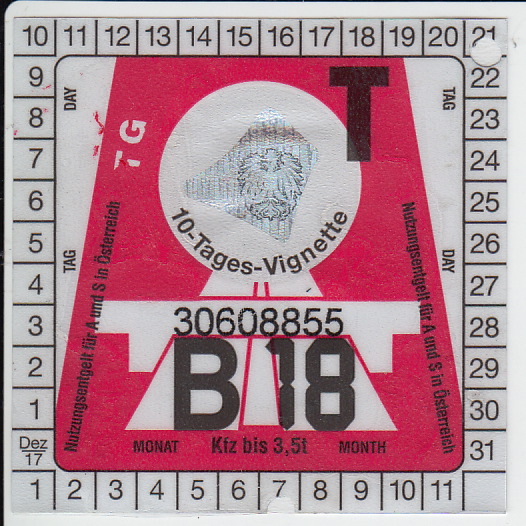 10 11 12 13 14 15 16 17 18 19 20 21
9 22
8 23
7 24
6 25
5 26
4 27
3 28
2 29
1 30
Dez 17 31
1 2 3 4 5 6 7 8 9 10 11
DAY
TAG
TAG
DAY
T
TG
10-Tages-Vignette
Nutzungsentgelt für A und S in Österreich
Nutzungsentgelt für A und S in Österreich
30608855
B 18
MONAT Kfz bis 3,5t MONTH